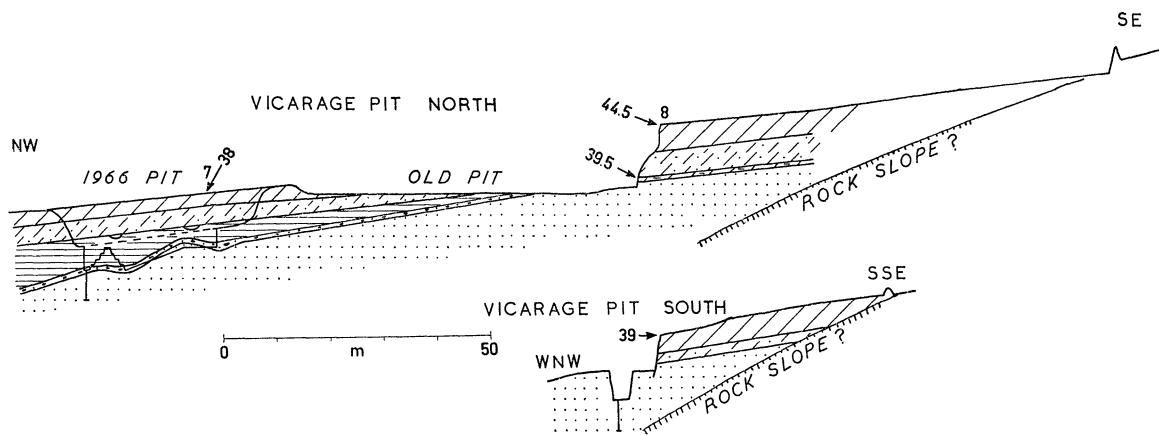 SE
VICARAGE PIT NORTH
44.5
8
NW
39.5
1966 PIT
7
38
OLD PIT
ROCK SLOPE ?
SSE
VICARAGE PIT SOUTH
39
0
m
50
WNW
ROCK SLOPE ?